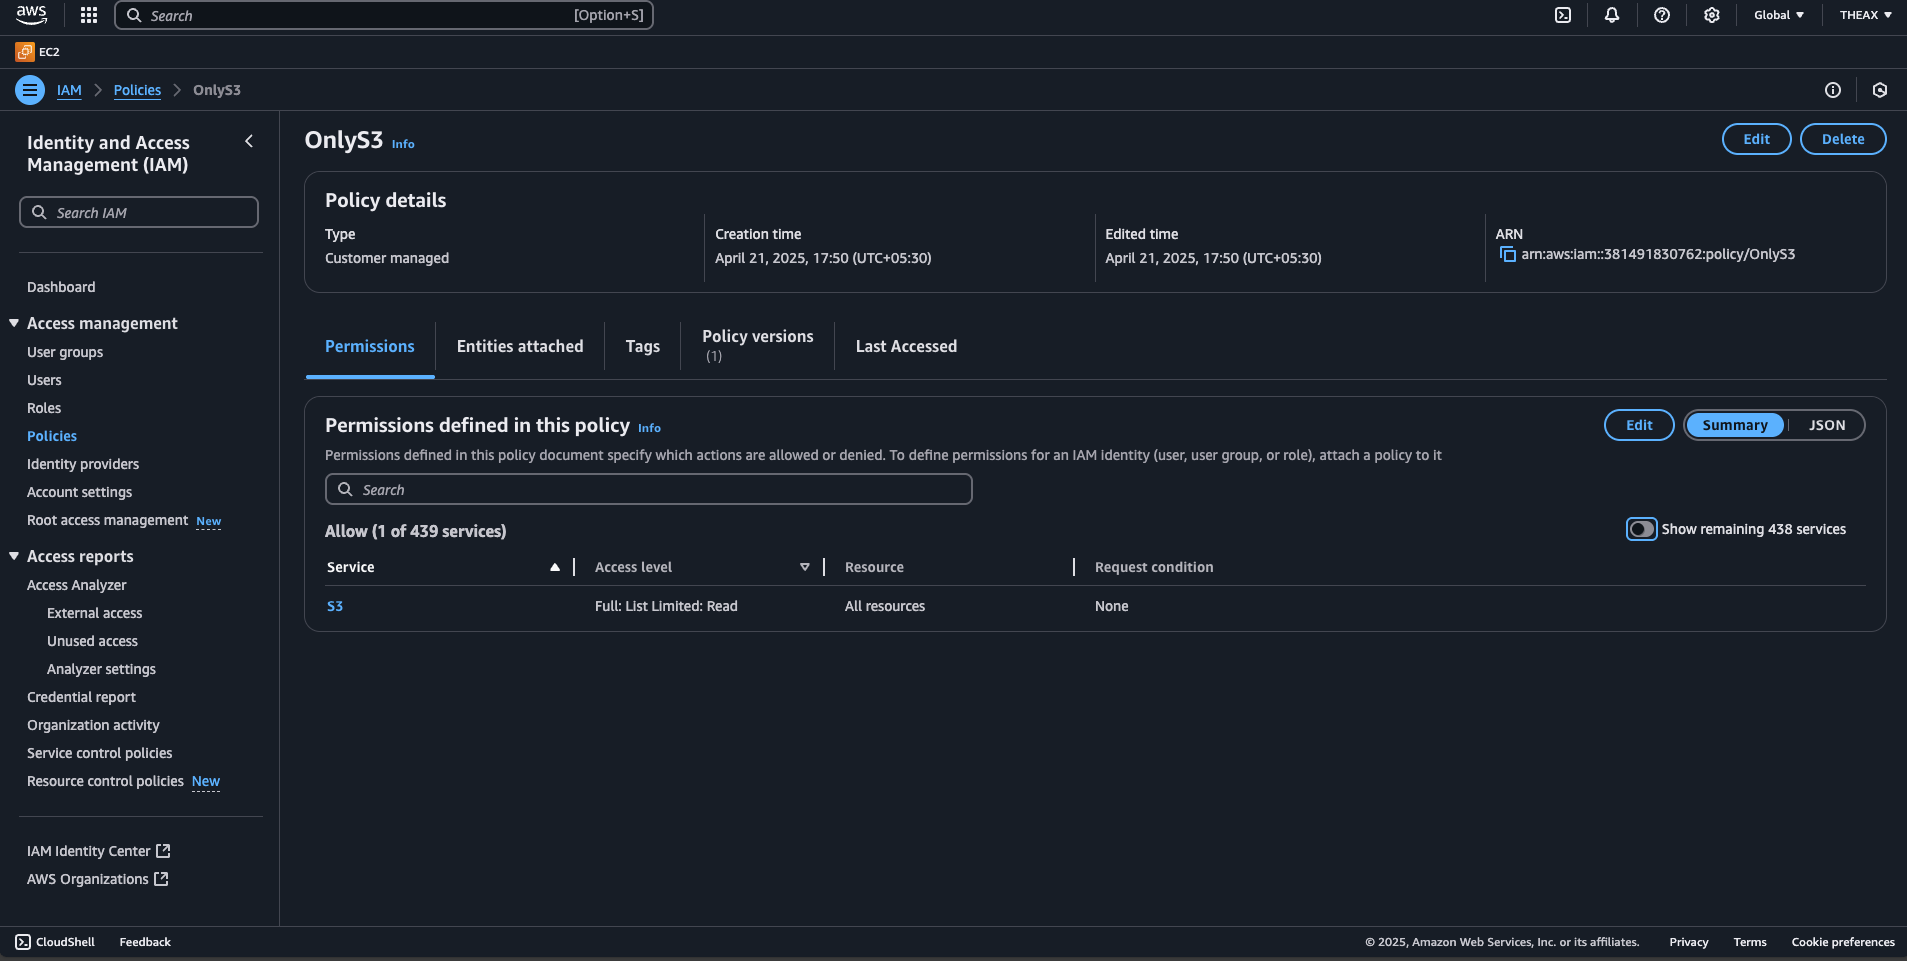 aws
Search
[Option+S]
Global
THEAX
EC2
IAM
Policies
OnlyS3
Identity and Access
Management (IAM)
Search IAM
Dashboard
Access management
User groups
Users
Roles
Policies
Identity providers
Account settings
Root access management New
Access reports
Access Analyzer
External access
Unused access
Analyzer settings
Credential report
Organization activity
Service control policies
Resource control policies New
IAM Identity Center
AWS Organizations
OnlyS3 Info
Edit
Delete
Policy details
Type
Customer managed
Creation time
April 21, 2025, 17:50 (UTC+05:30)
Edited time
April 21, 2025, 17:50 (UTC+05:30)
ARN
arn:aws:iam::381491830762:policy/OnlyS3
Permissions
Entities attached
Tags
Policy versions
(1)
Last Accessed
Permissions defined in this policy Info
Edit
Summary
JSON
Permissions defined in this policy document specify which actions are allowed or denied. To define permissions for an IAM identity (user, user group, or role), attach a policy to it
Search
Allow (1 of 439 services)
Show remaining 438 services
Service
Access level
Resource
Request condition
S3
Full: List Limited: Read
All resources
None
CloudShell
Feedback
© 2025, Amazon Web Services, Inc. or its affiliates.
Privacy
Terms
Cookie preferences